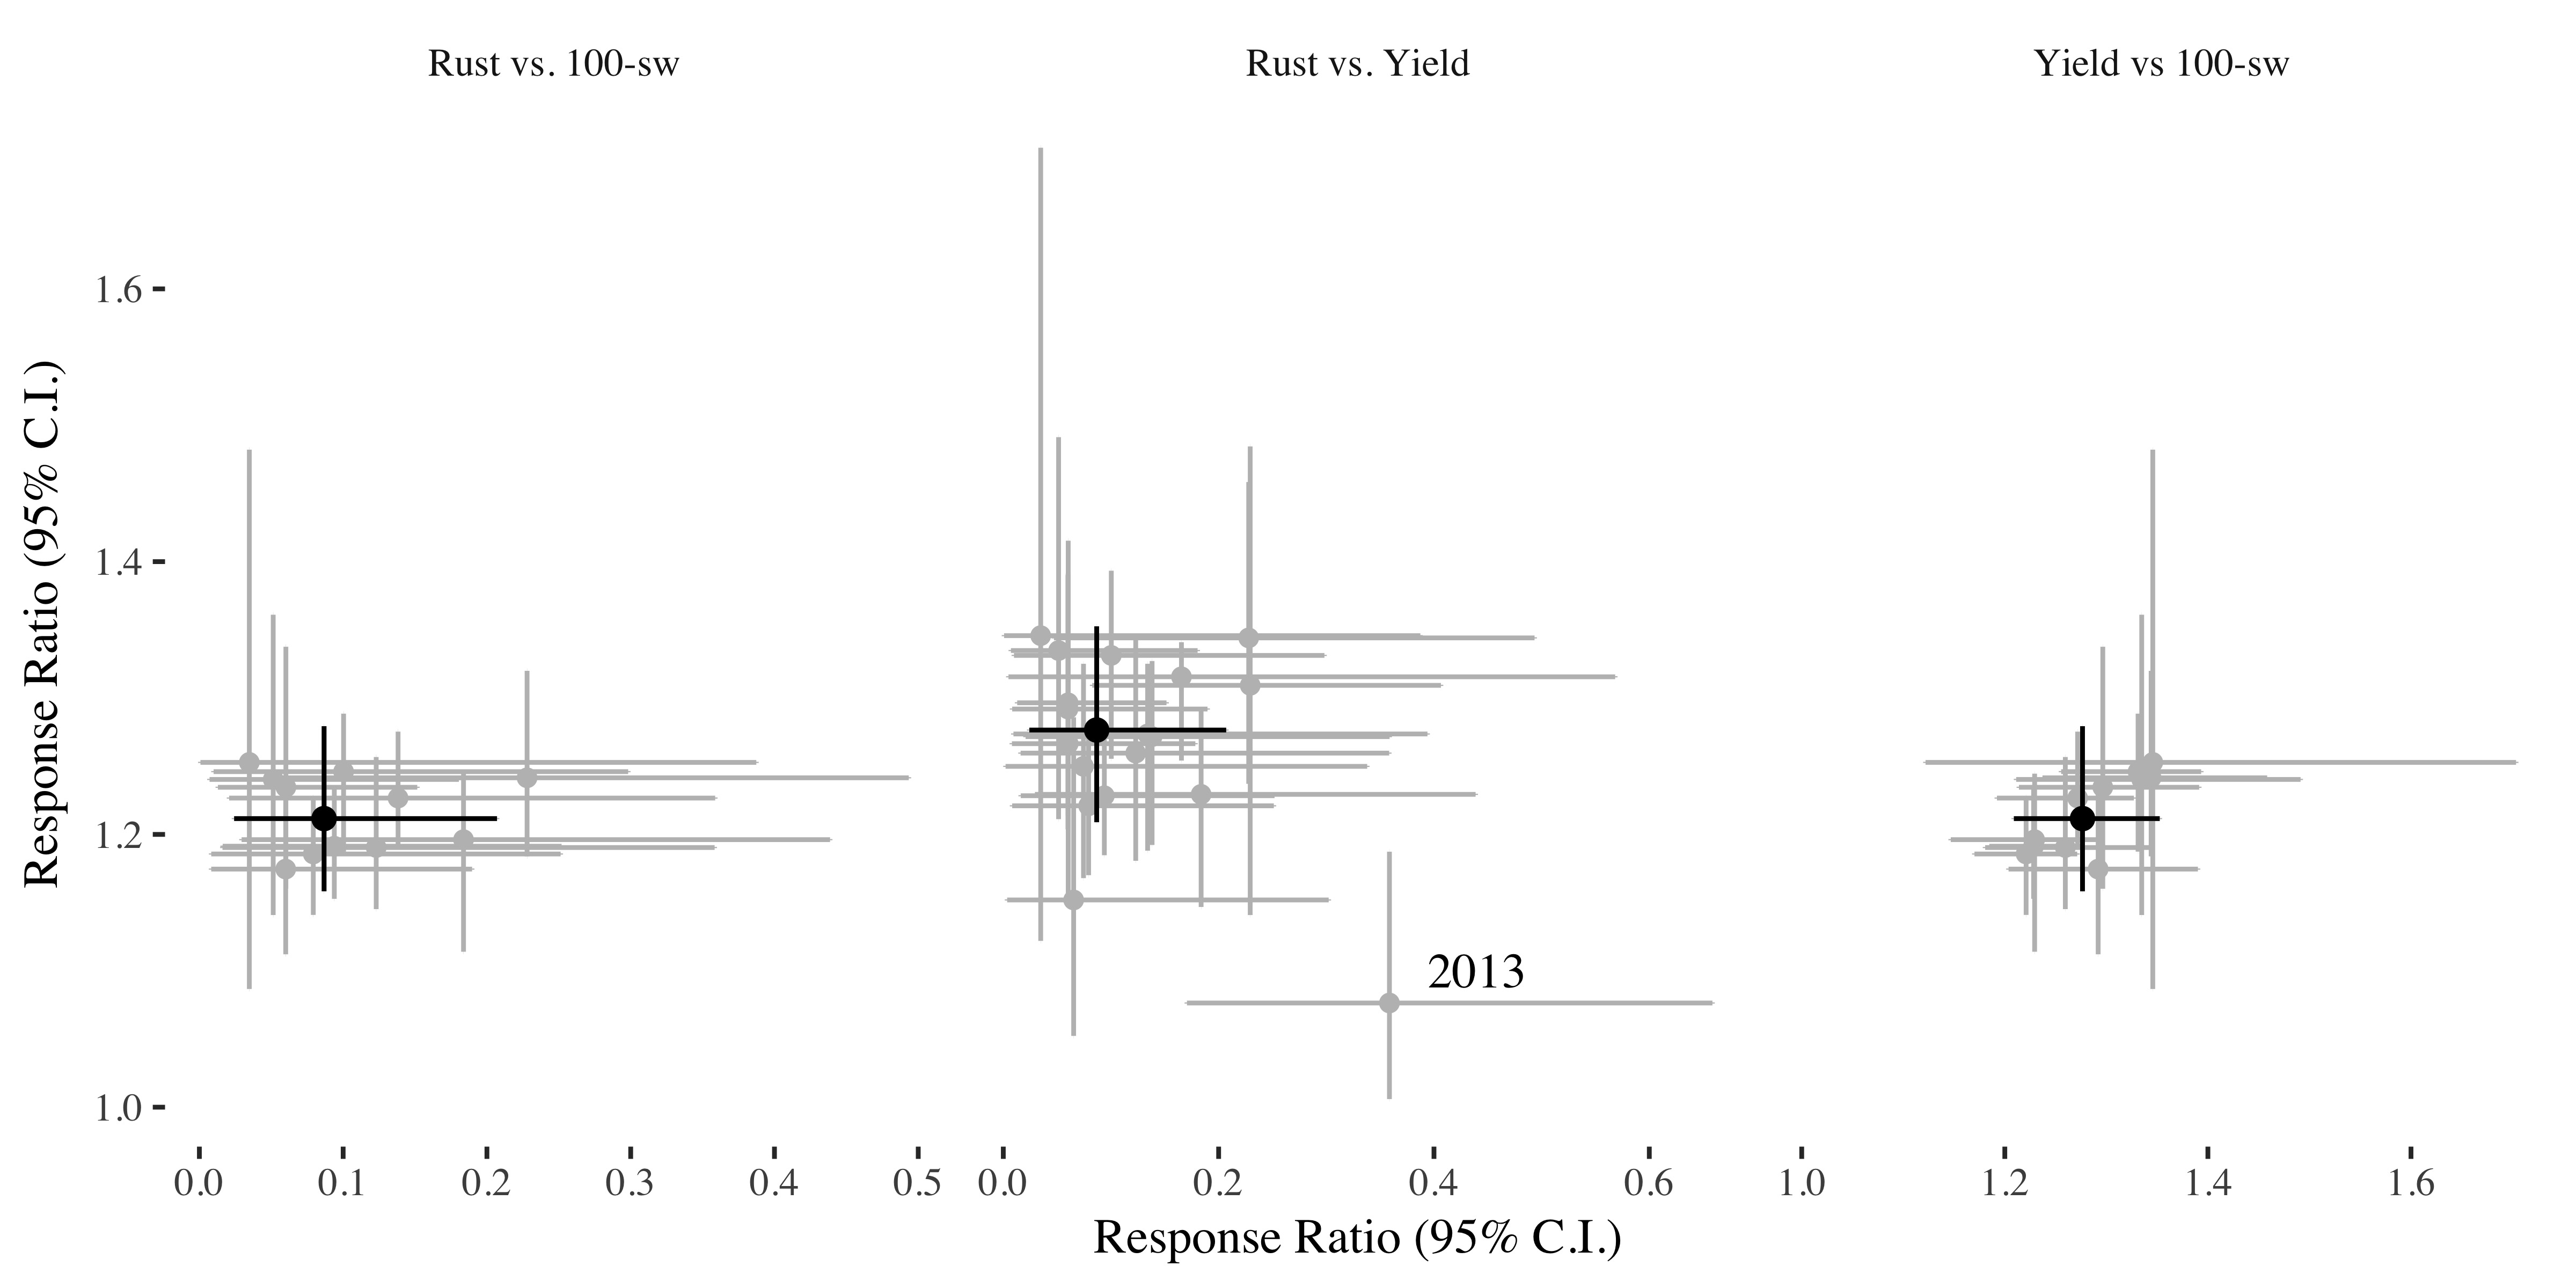 Rust vs. 100-sw
Rust vs. Yield
Yield vs 100-sw
Response Ratio (95% C.I.)
1.6
1.4
1.2
1.0
2013
0.0 0.1 0.2 0.3 0.4 0.5
0.0 0.2 0.4 0.6
1.0 1.2 1.4 1.6
Response Ratio (95% C.I.)